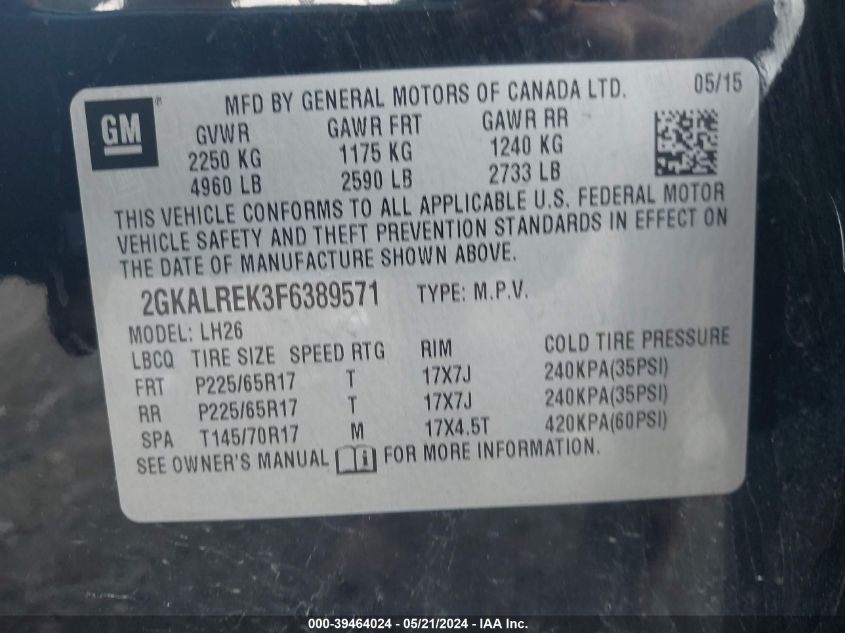 GM
®
MFD BY GENERAL MOTORS OF CANADA LTD. 05/15
GVWR GAWR FRT GAWR RR
2250 KG 1175 KG 1240 KG
4960 LB 2590 LB 2733 LB
THIS VEHICLE CONFORMS TO ALL APPLICABLE U.S. FEDERAL MOTOR
VEHICLE SAFETY AND THEFT PREVENTION STANDARDS IN EFFECT ON
THE DATE OF MANUFACTURE SHOWN ABOVE.
2GKALREK3F6389571 TYPE: M.P.V.
MODEL: LH26
LBCQ TIRE SIZE SPEED RTG RIM COLD TIRE PRESSURE
FRT P225/65R17 T 17X7J 240KPA(35PSI)
RR P225/65R17 T 17X7J 240KPA(35PSI)
SPA T145/70R17 M 17X4.5T 420KPA(60PSI)
SEE OWNER'S MANUAL i FOR MORE INFORMATION.
000-39464024 - 05/21/2024 - IAA Inc.